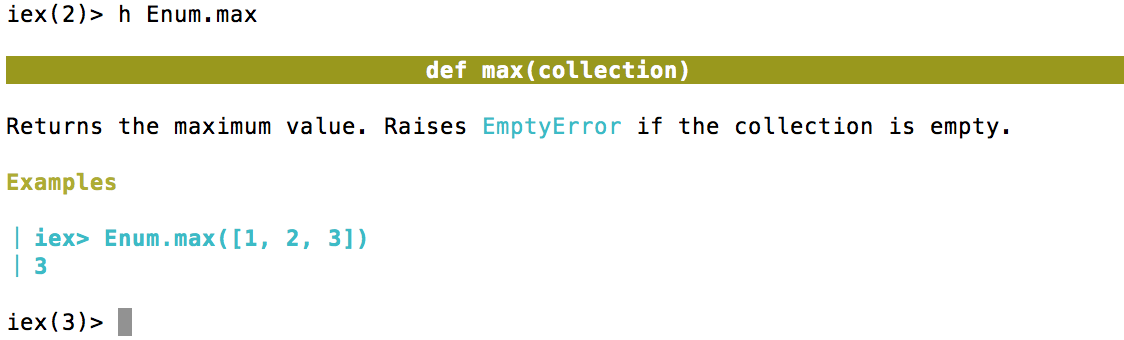 iex(2)> h Enum.max
def max(collection)
Returns the maximum value. Raises EmptyError if the collection is empty.
Examples
| iex> Enum.max([1, 2, 3])
| 3
iex(3)>